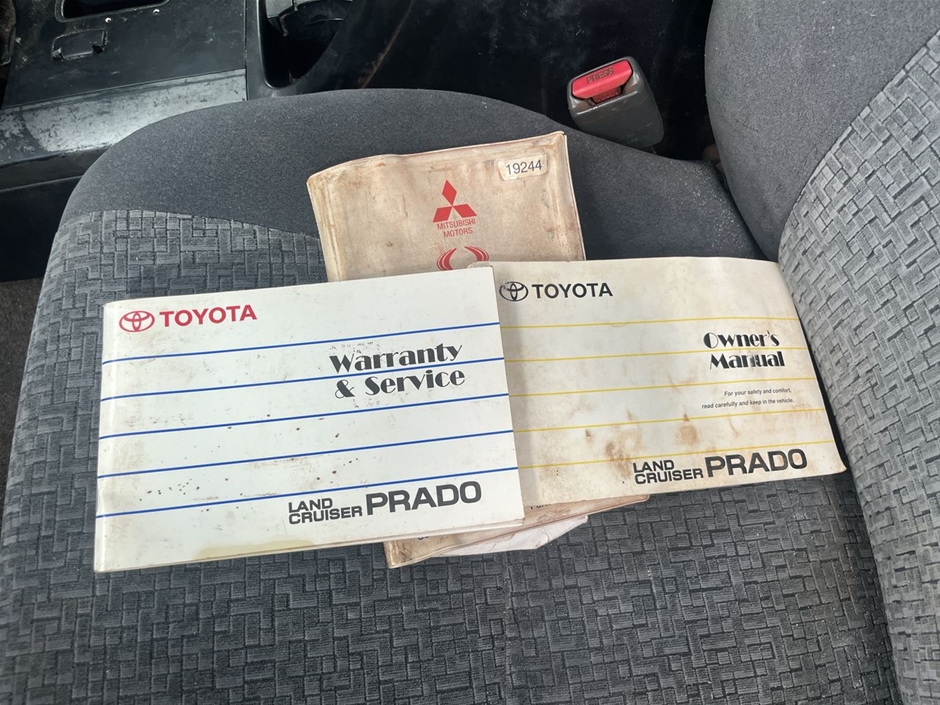 PRESS
19244
MITSUBISHI
MOTORS
TOYOTA
Warranty
& Service
LAND
CRUISER PRADO
TOYOTA
Owner's
Manual
For your safety and comfort,
read carefully and keep in the vehicle.
LAND
CRUISER PRADO